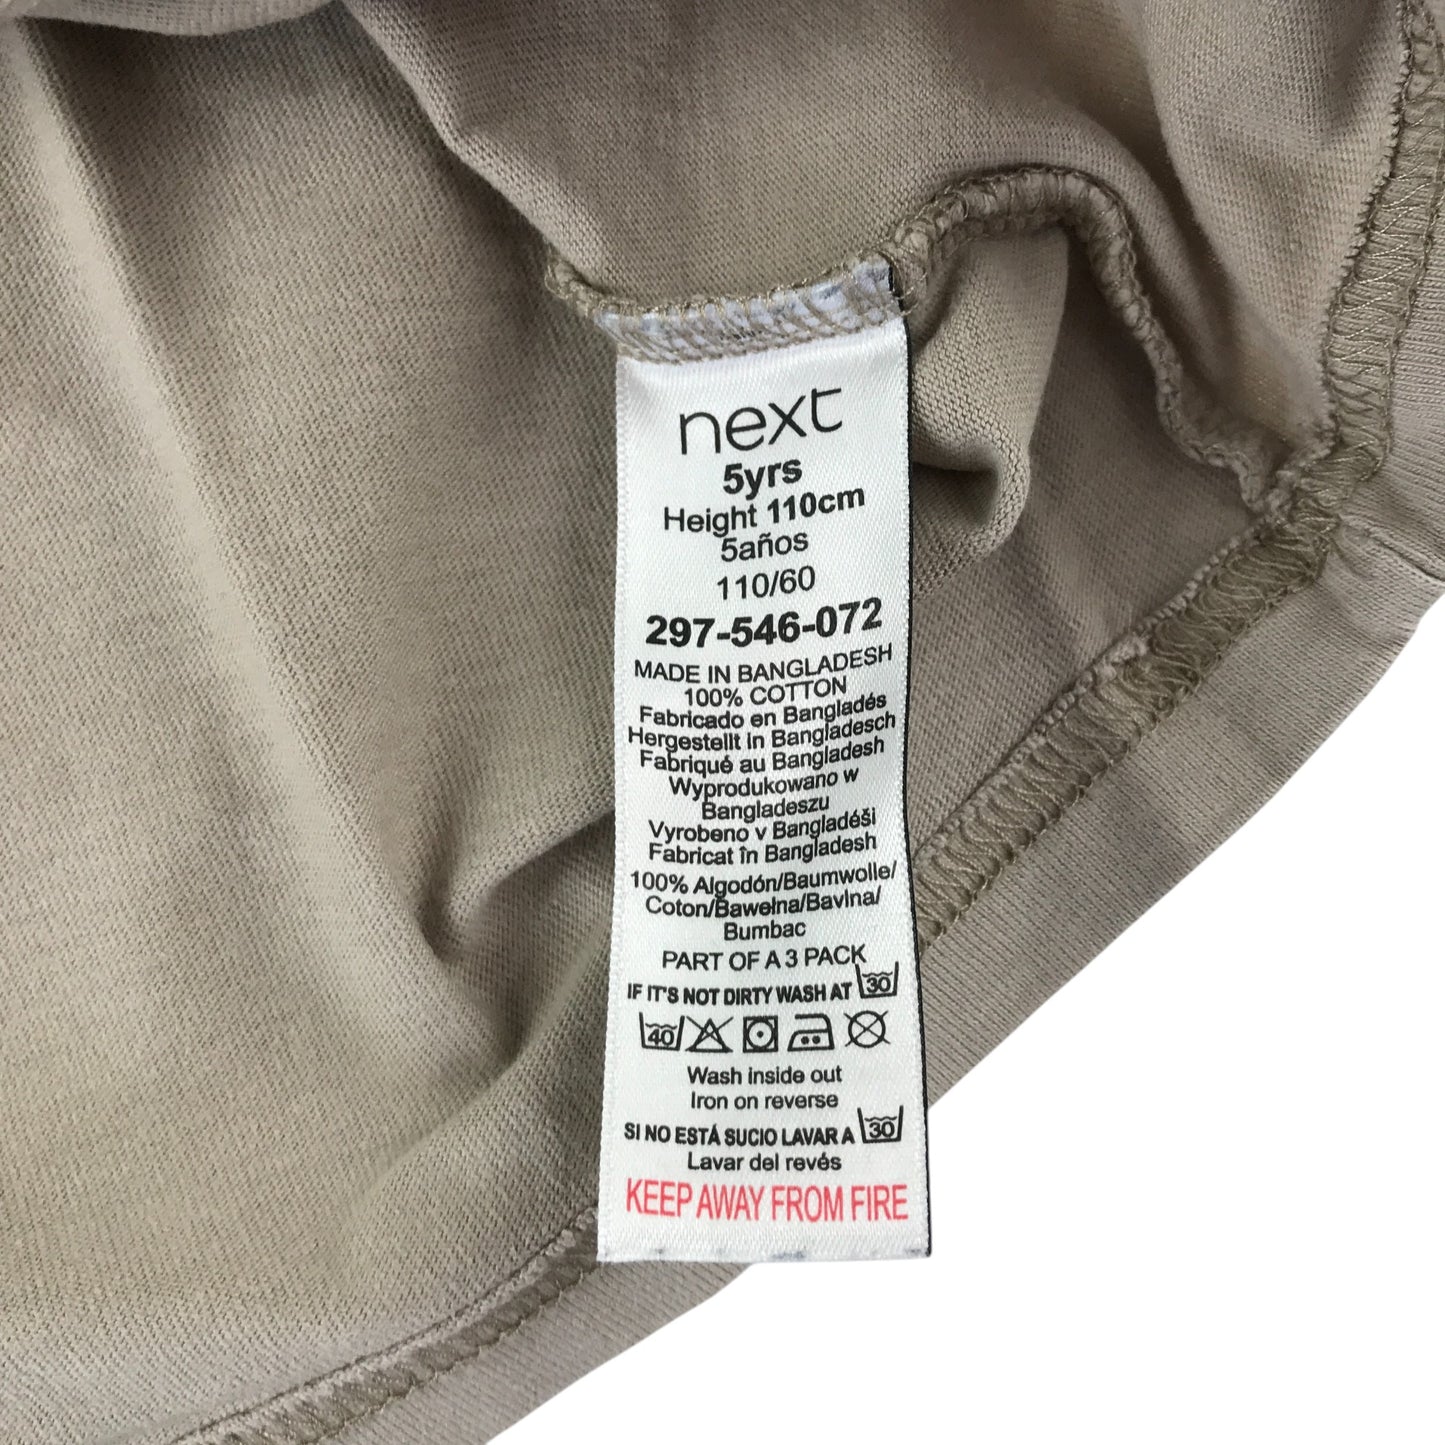 next
5yrs
Height 110cm
5años
110/60
297-546-072
MADE IN BANGLADESH
100% COTTON
Fabricado en Bangladés
Hergestellt in Bangladesch
Fabriqué au Bangladesh
Wyprodukowano w
Bangladeszu
Vyrobeno v Bangladéši
Fabricat în Bangladesh
100% Algodón/Baumwolle/
Coton/Bawełna/Bavlna/
Bumbac
PART OF A 3 PACK
IF IT'S NOT DIRTY WASH AT 30
40
Wash inside out
Iron on reverse
SI NO ESTÁ SUCIO LAVAR A 30
Lavar del revés
KEEP AWAY FROM FIRE